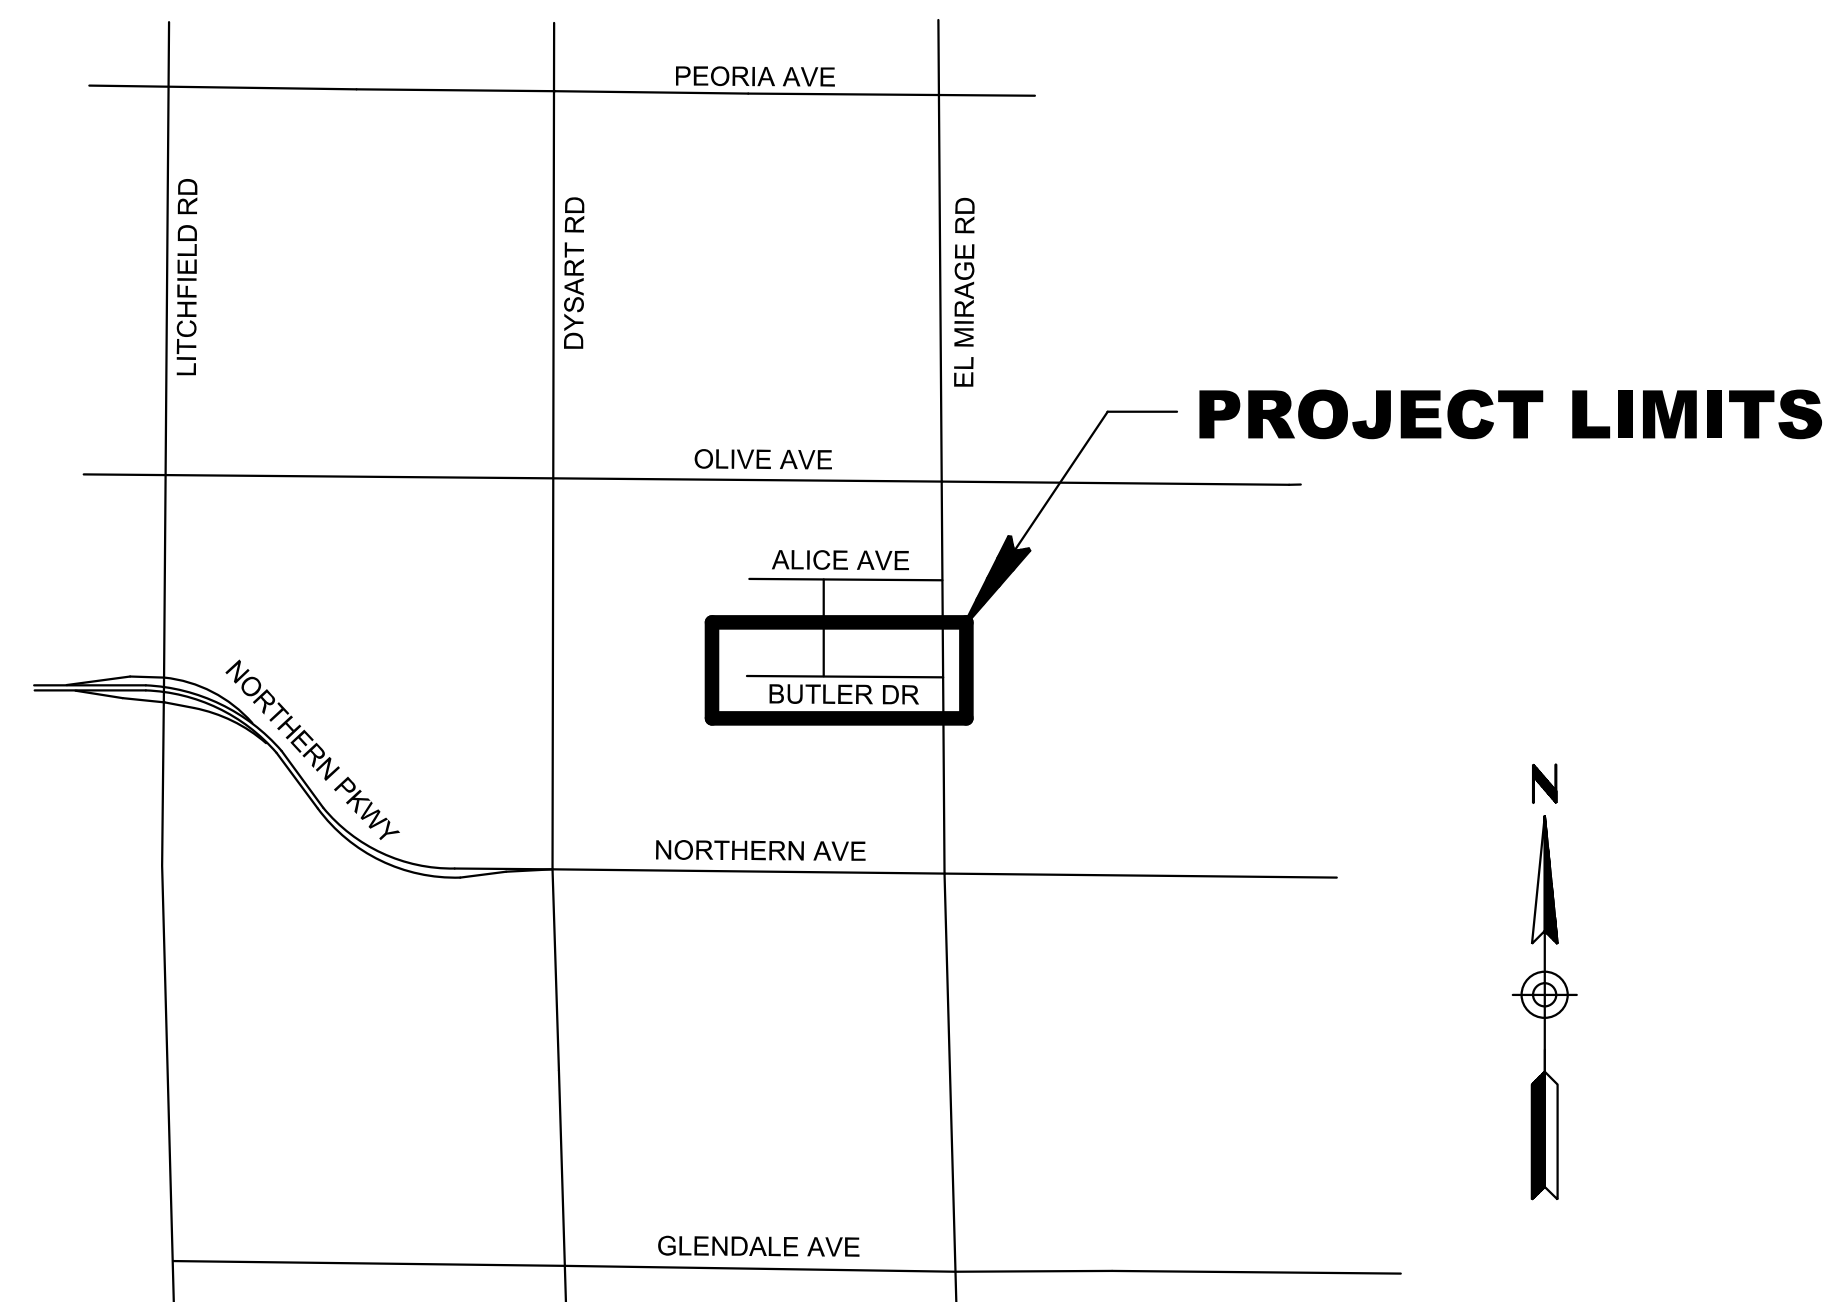 PEORIA AVE
LITCHFIELD RD
DYSART RD
EL MIRAGE RD
PROJECT LIMITS
OLIVE AVE
ALICE AVE
BUTLER DR
NORTHERN PKWY
N
NORTHERN AVE
GLENDALE AVE